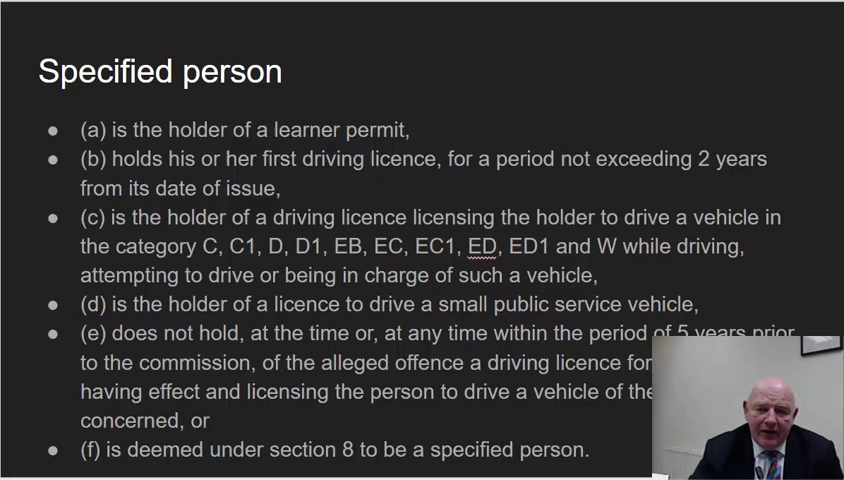 Specified person
● (a) is the holder of a learner permit,
● (b) holds his or her first driving licence, for a period not exceeding 2 years
from its date of issue,
● (c) is the holder of a driving licence licensing the holder to drive a vehicle in
the category C, C1, D, D1, EB, EC, EC1, ED, ED1 and W while driving,
attempting to drive or being in charge of such a vehicle,
● (d) is the holder of a licence to drive a small public service vehicle,
● (e) does not hold, at the time or, at any time within the period of 5 years prior
to the commission, of the alleged offence a driving licence for
having effect and licensing the person to drive a vehicle of the
concerned, or
● (f) is deemed under section 8 to be a specified person.